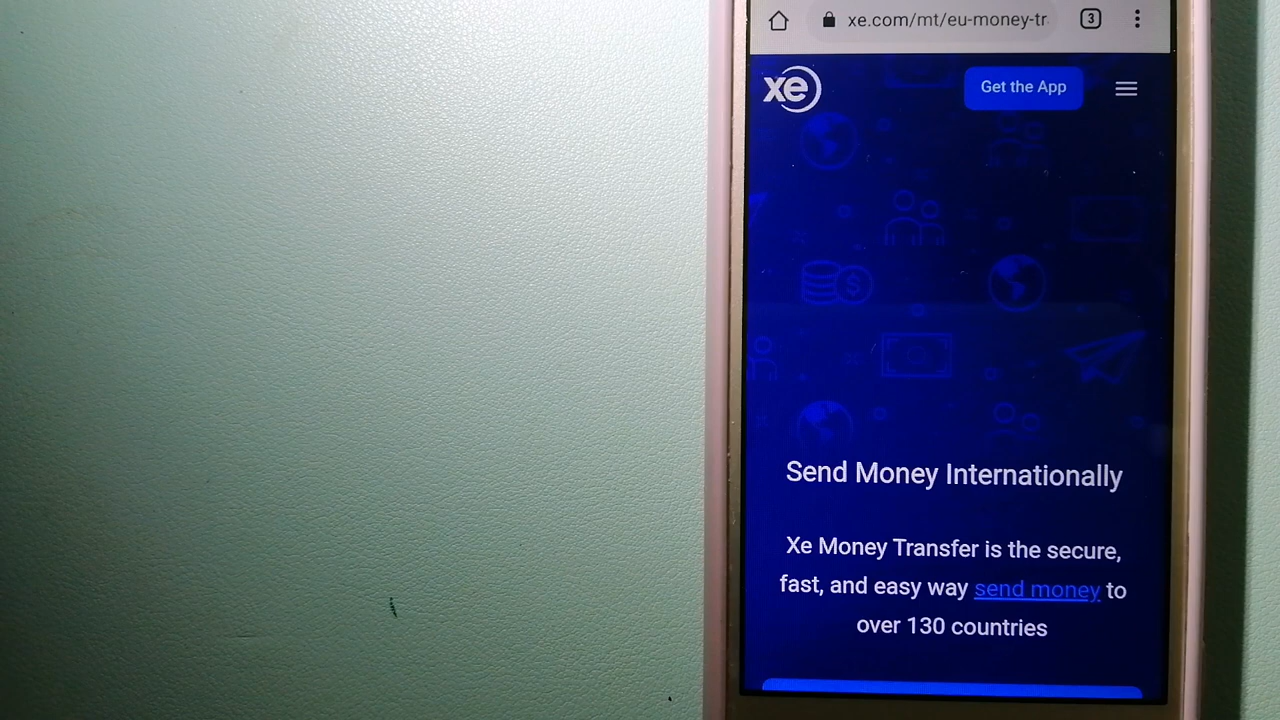 xe.com/mt/eu-money-tr
3
xe
Get the App
Send Money Internationally
Xe Money Transfer is the secure,
fast, and easy way send money to
over 130 countries